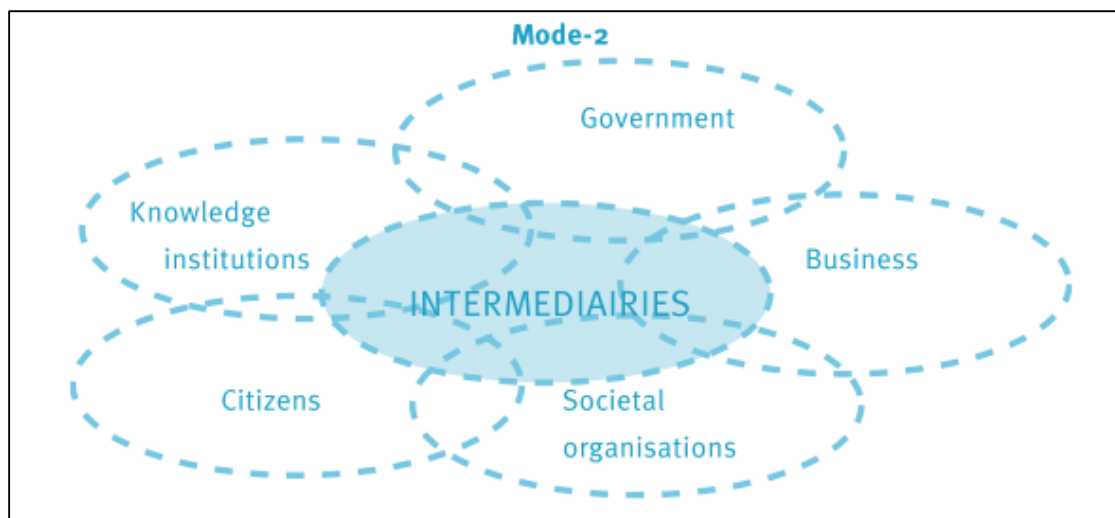 Mode-2
Government
Knowledge
institutions
Business
INTERMEDIAIRIES
Citizens
Societal
organisations